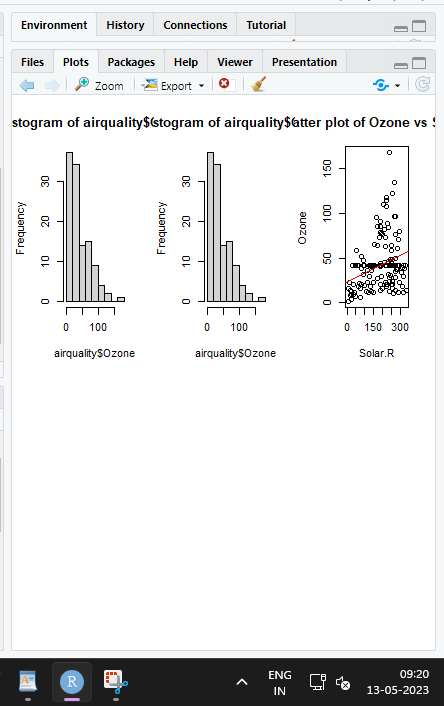 Environment History Connections Tutorial
Files Plots Packages Help Viewer Presentation
Zoom Export
stogram of airquality$ stogram of airquality$ atter plot of Ozone vs S
Frequency
0 10 20 30
0 100
airquality$Ozone
Frequency
0 10 20 30
0 100
airquality$Ozone
Ozone
0 50 100 150
0 150 300
Solar.R
R
ENG
IN
09:20
13-05-2023